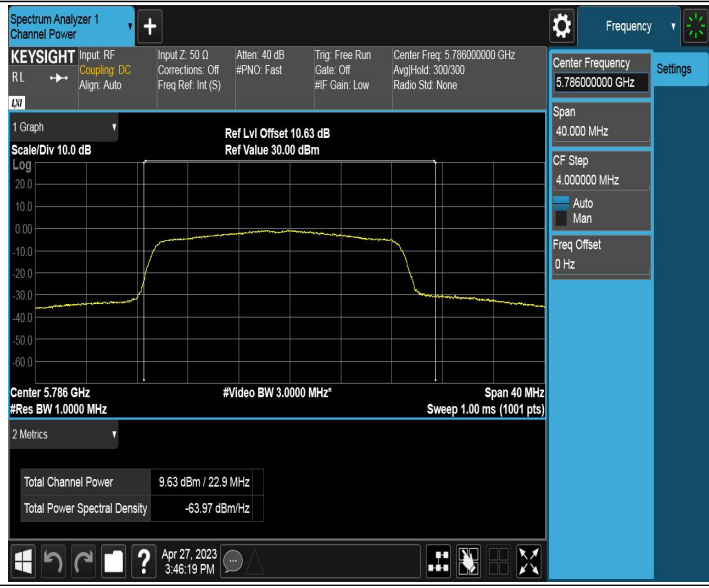 Spectrum Analyzer 1
Channel Power
Frequency
KEYSIGHT
RL
LXI
Input: RF
Coupling: DC
Align: Auto
Input Z: 50 Ω
Corrections: Off
Freq Ref: Int (S)
Atten: 40 dB
#PNO: Fast
Trig: Free Run
Gate: Off
#IF Gain: Low
Center Freq: 5.786000000 GHz
Avg|Hold: 300/300
Radio Std: None
Center Frequency
5.786000000 GHz
Settings
Span
40.000 MHz
CF Step
4.000000 MHz
Auto
Man
Freq Offset
0 Hz
1 Graph
Scale/Div 10.0 dB
Ref Lvl Offset 10.63 dB
Ref Value 30.00 dBm
Log
20.0
10.0
0.00
-10.0
-20.0
-30.0
-40.0
-50.0
-60.0
Center 5.786 GHz
#Res BW 1.0000 MHz
#Video BW 3.0000 MHz*
Span 40 MHz
Sweep 1.00 ms (1001 pts)
2 Metrics
Total Channel Power 9.63 dBm / 22.9 MHz
Total Power Spectral Density -63.97 dBm/Hz
?
Apr 27, 2023
3:46:19 PM